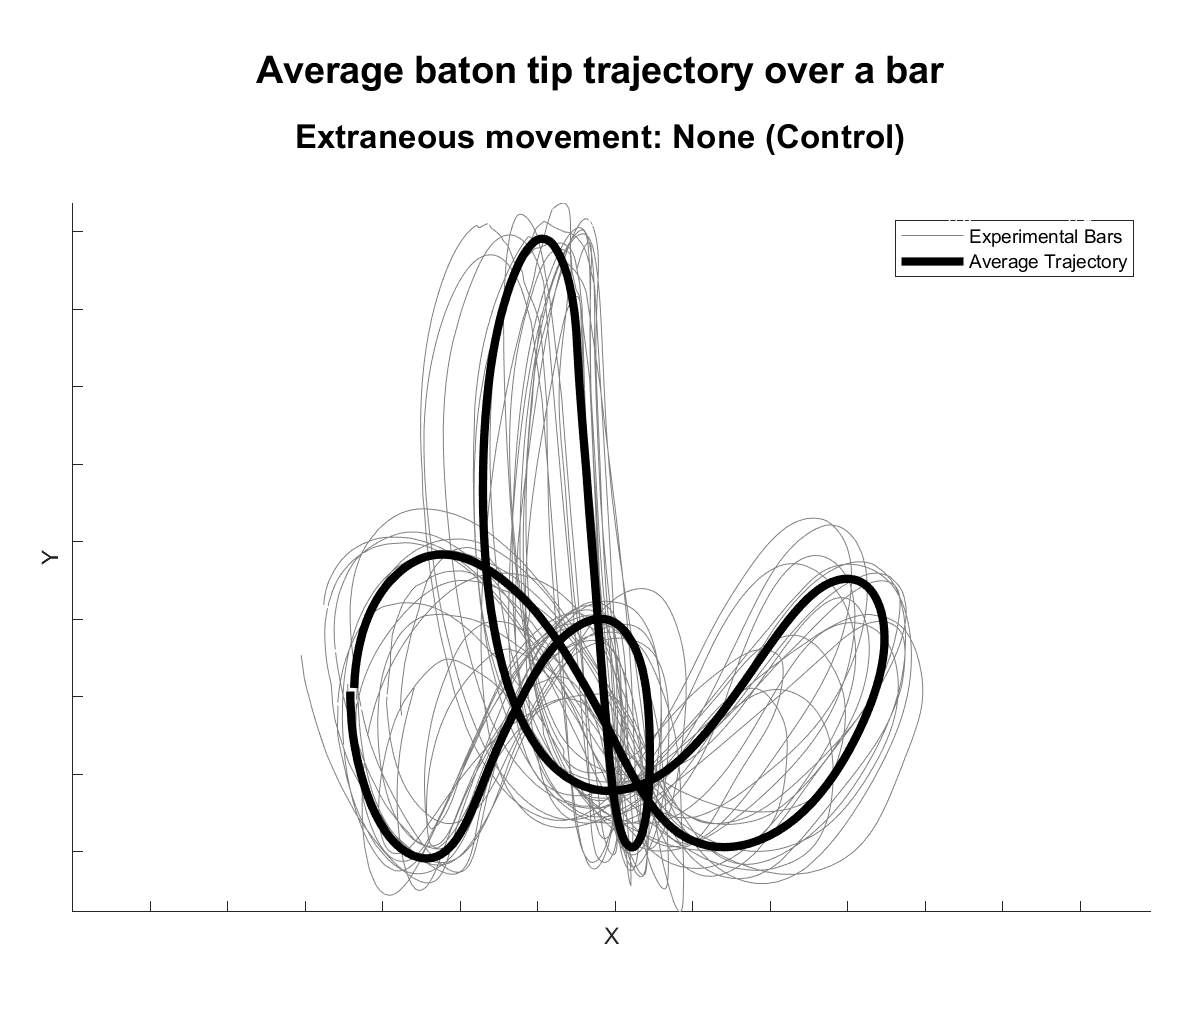 Average baton tip trajectory over a bar
Extraneous movement: None (Control)
Experimental Bars
Average Trajectory
Y
X